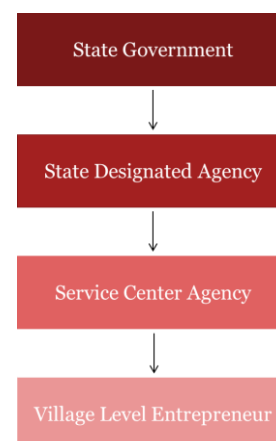 State Government
State Designated Agency
Service Center Agency
Village Level Entrepreneur